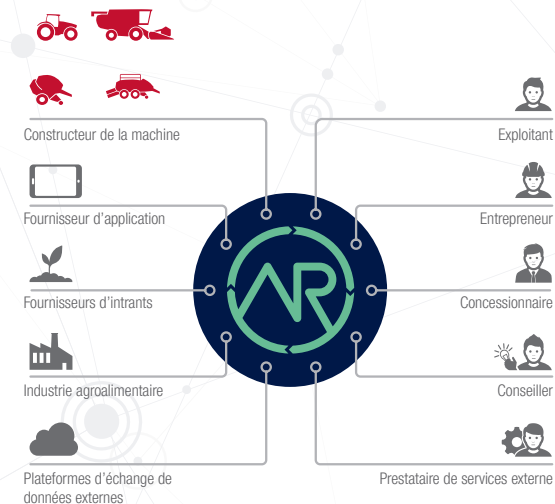 Constructeur de la machine
Exploitant
Fournisseur d'application
Entrepreneur
Fournisseurs d'intrants
Concessionnaire
Industrie agroalimentaire
Conseiller
Plateformes d'échange de
données externes
Prestataire de services externe
AR